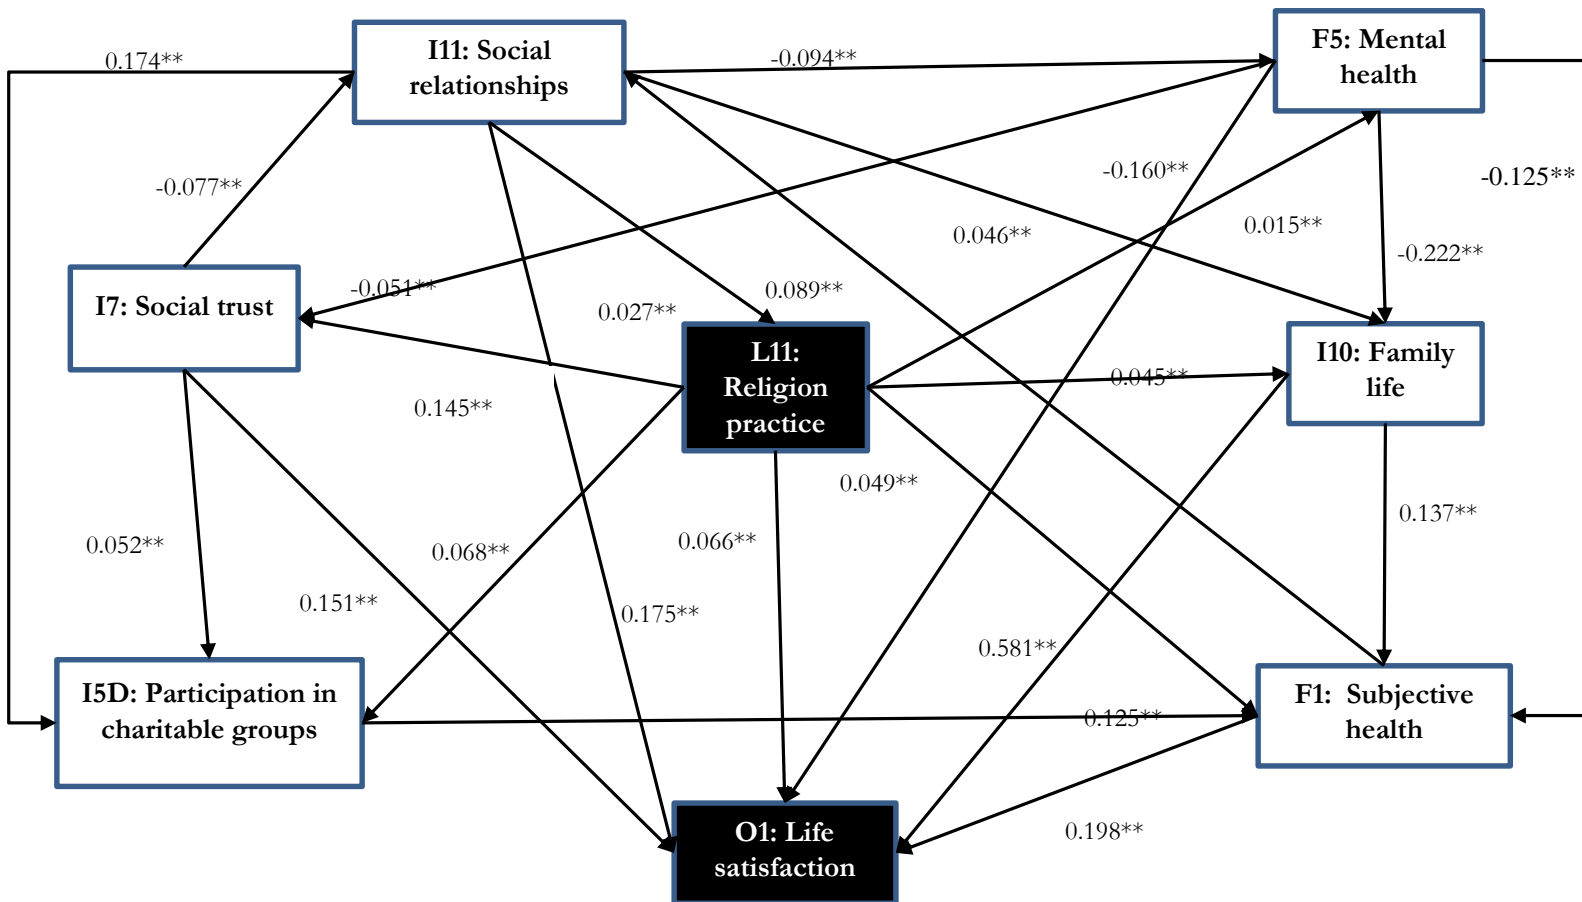 I11: Social
relationships
F5: Mental
health
0.174**
-0.094**
-0.077**
-0.160**
-0.125**
0.046**
0.015**
-0.222**
I7: Social trust
-0.051**
0.027**
0.089**
L11:
Religion
practice
I10: Family
life
0.045**
0.145**
0.049**
0.137**
0.052**
0.068**
0.066**
0.151**
0.175**
0.581**
I5D: Participation in
charitable groups
F1: Subjective
health
0.125**
O1: Life
satisfaction
0.198**